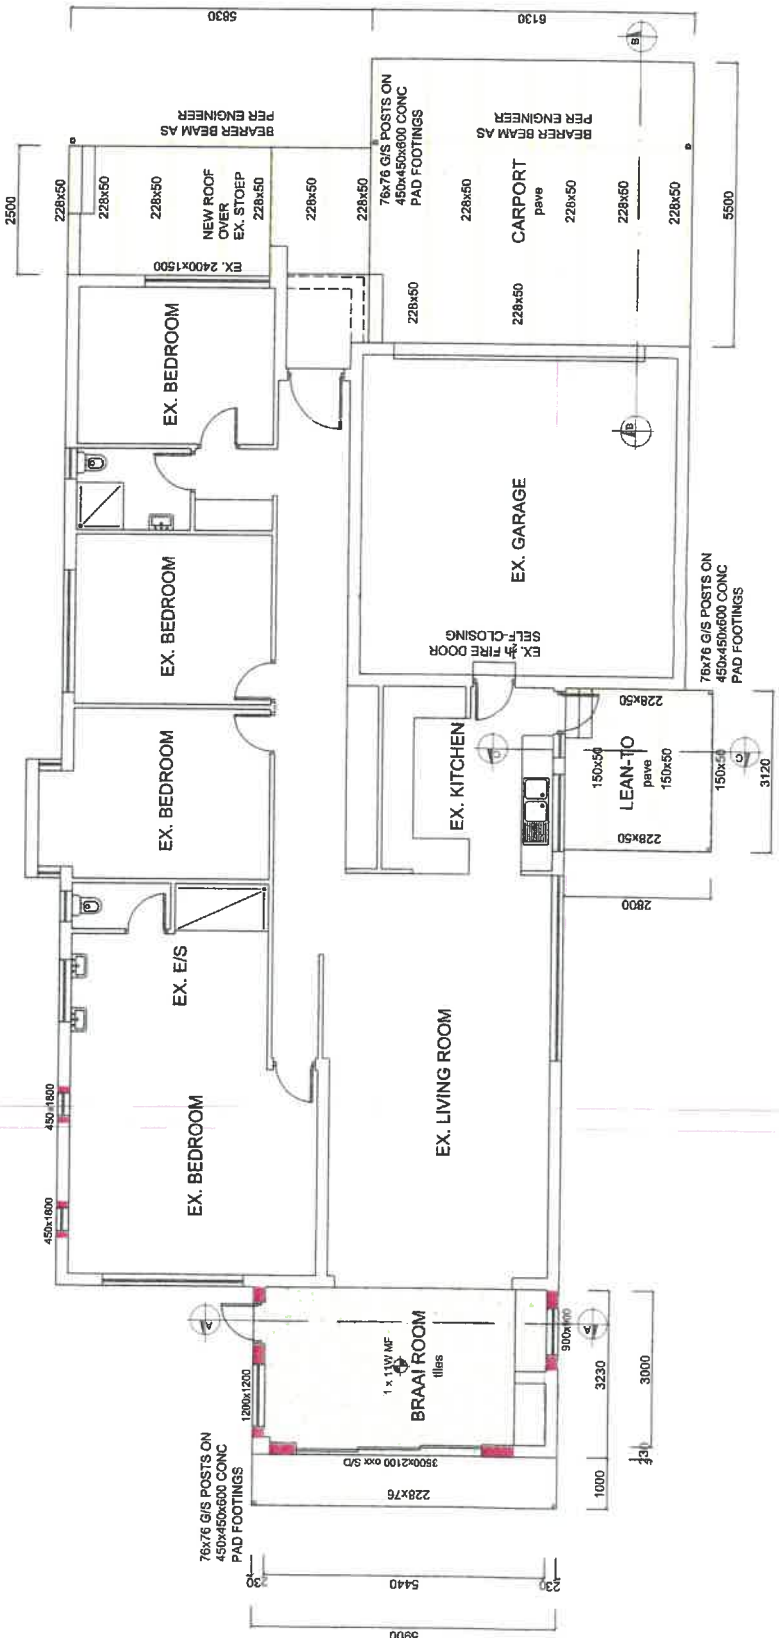 5830
6130
BEARER BEAM AS
PER ENGINEER
BEARER BEAM AS
PER ENGINEER
B
2500
228x50
228x50
228x50
228x50
228x50
228x50
NEW ROOF
OVER
EX. STOEP
EX. 2400x1500
76x76 G/S POSTS ON
450x450x600 CONC
PAD FOOTINGS
228x50
228x50
228x50
228x50
228x50
228x50
CARPORT
pave
5500
EX. BEDROOM
B
EX. GARAGE
EX. BEDROOM
EX. FIRE DOOR
SELF-CLOSING
76x76 G/S POSTS ON
450x450x600 CONC
PAD FOOTINGS
EX. BEDROOM
EX. KITCHEN
C
228x50
150x50
LEAN-TO
pave
150x50
150x50
228x50
C
3120
2800
EX. E/S
EX. LIVING ROOM
EX. BEDROOM
450x1800
450x1800
A
1 x 11W MF
BRAAI ROOM
tiles
900x900
A
1200x1200
3500x2100 oxx S/D
3230
3000
230
1000
76x76 G/S POSTS ON
450x450x600 CONC
PAD FOOTINGS
228x76
5440
230
5900